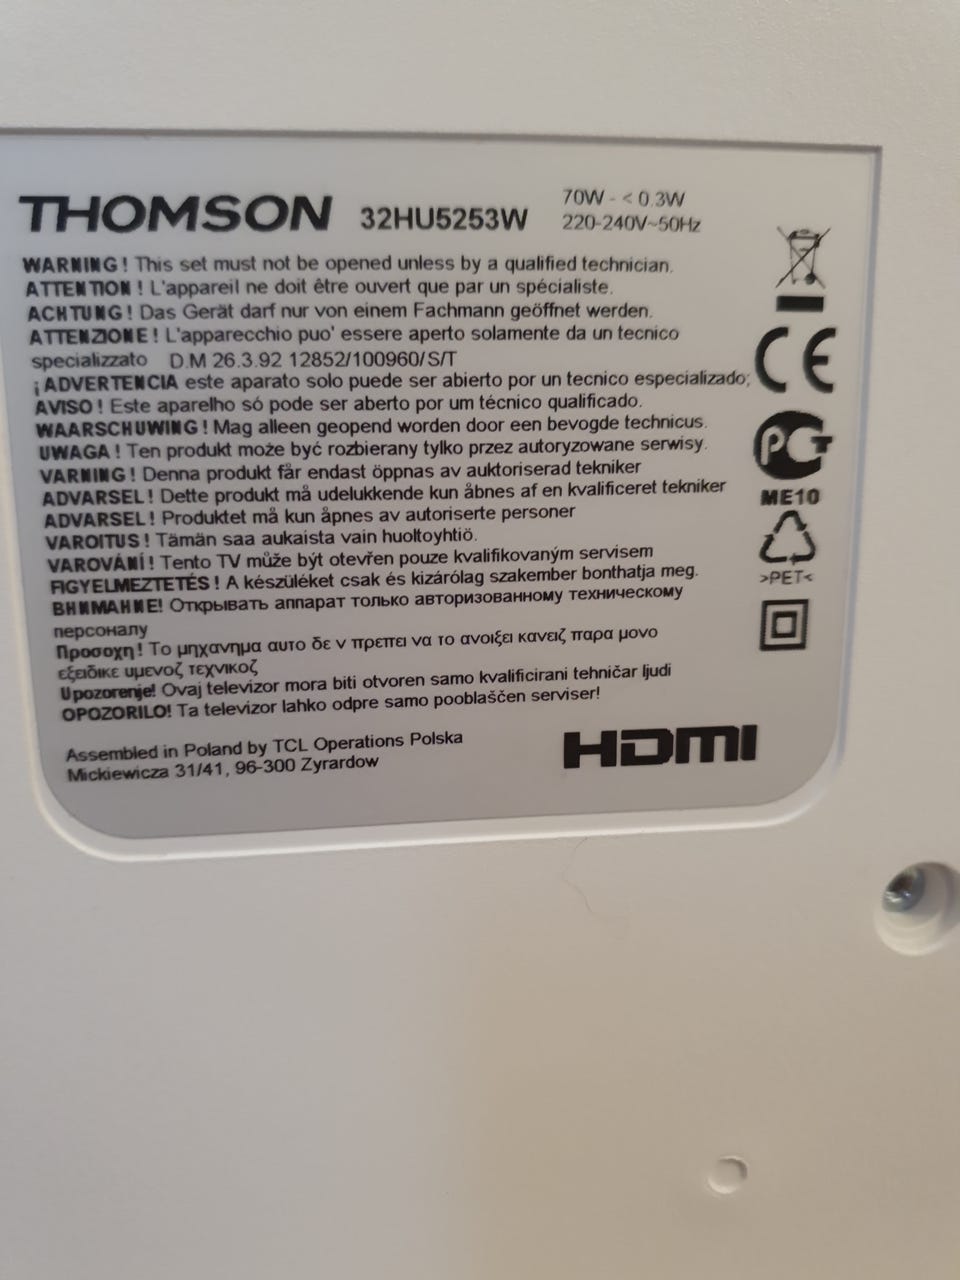 THOMSON 32HU5253W 70W - < 0.3W
220-240V~50Hz
WARNING! This set must not be opened unless by a qualified technician.
ATTENTION! L'appareil ne doit être ouvert que par un spécialiste.
ACHTUNG! Das Gerät darf nur von einem Fachmann geöffnet werden.
ATTENZIONE! L'apparecchio puo' essere aperto solamente da un tecnico
specializzato D.M 26.3.92 12852/100960/S/T
¡ADVERTENCIA este aparato solo puede ser abierto por un tecnico especializado;
AVISO! Este aparelho só pode ser aberto por um técnico qualificado.
WAARSCHUWING! Mag alleen geopend worden door een bevogde technicus.
UWAGA! Ten produkt może być rozbierany tylko przez autoryzowane serwisy.
VARNING! Denna produkt får endast öppnas av auktoriserad tekniker
ADVARSEL! Dette produkt må udelukkende kun åbnes af en kvalificeret tekniker
ADVARSEL! Produktet må kun åpnes av autoriserte personer
VAROITUS! Tämän saa aukaista vain huoltoyhtiö.
VAROVÁNÍ! Tento TV může být otevřen pouze kvalifikovaným servisem
FIGYELMEZTETÉS! A készüléket csak és kizárólag szakember bonthatja meg.
ВНИМАНИЕ! Открывать аппарат только авторизованному техническому
персоналу
Προσοχη! Το μηχανημα αυτο δε ν πρεπει να το ανοιξει κανειζ παρα μονο
εξειδικε υμενοζ τεχνικοζ
Upozorenje! Ovaj televizor mora biti otvoren samo kvalificirani tehničar ljudi
OPOZORILO! Ta televizor lahko odpre samo pooblaščen serviser!
Assembled in Poland by TCL Operations Polska
Mickiewicza 31/41, 96-300 Zyrardow
HDMI
CE
PCT
ME10
>PET<